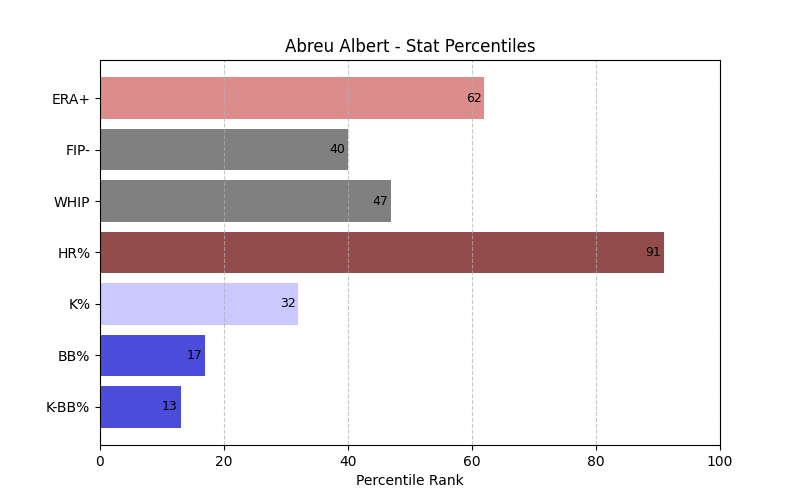 Abreu Albert - Stat Percentiles
ERA+ 62
FIP- 40
WHIP 47
HR% 91
K% 32
BB% 17
K-BB% 13
0 20 40 60 80 100
Percentile Rank